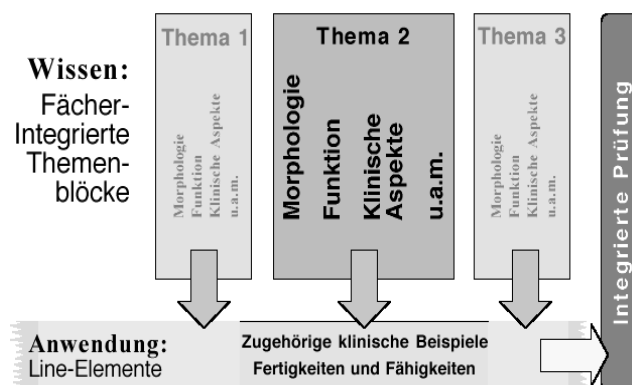 Wissen:
Fächer-
Integrierte
Themen-
blöcke
Thema 1
Morphologie
Funktion
Klinische Aspekte
u.a.m.
Thema 2
Morphologie
Funktion
Klinische
Aspekte
u.a.m.
Thema 3
Morphologie
Funktion
Klinische Aspekte
u.a.m.
Integrierte Prüfung
Anwendung:
Line-Elemente
Zugehörige klinische Beispiele
Fertigkeiten und Fähigkeiten